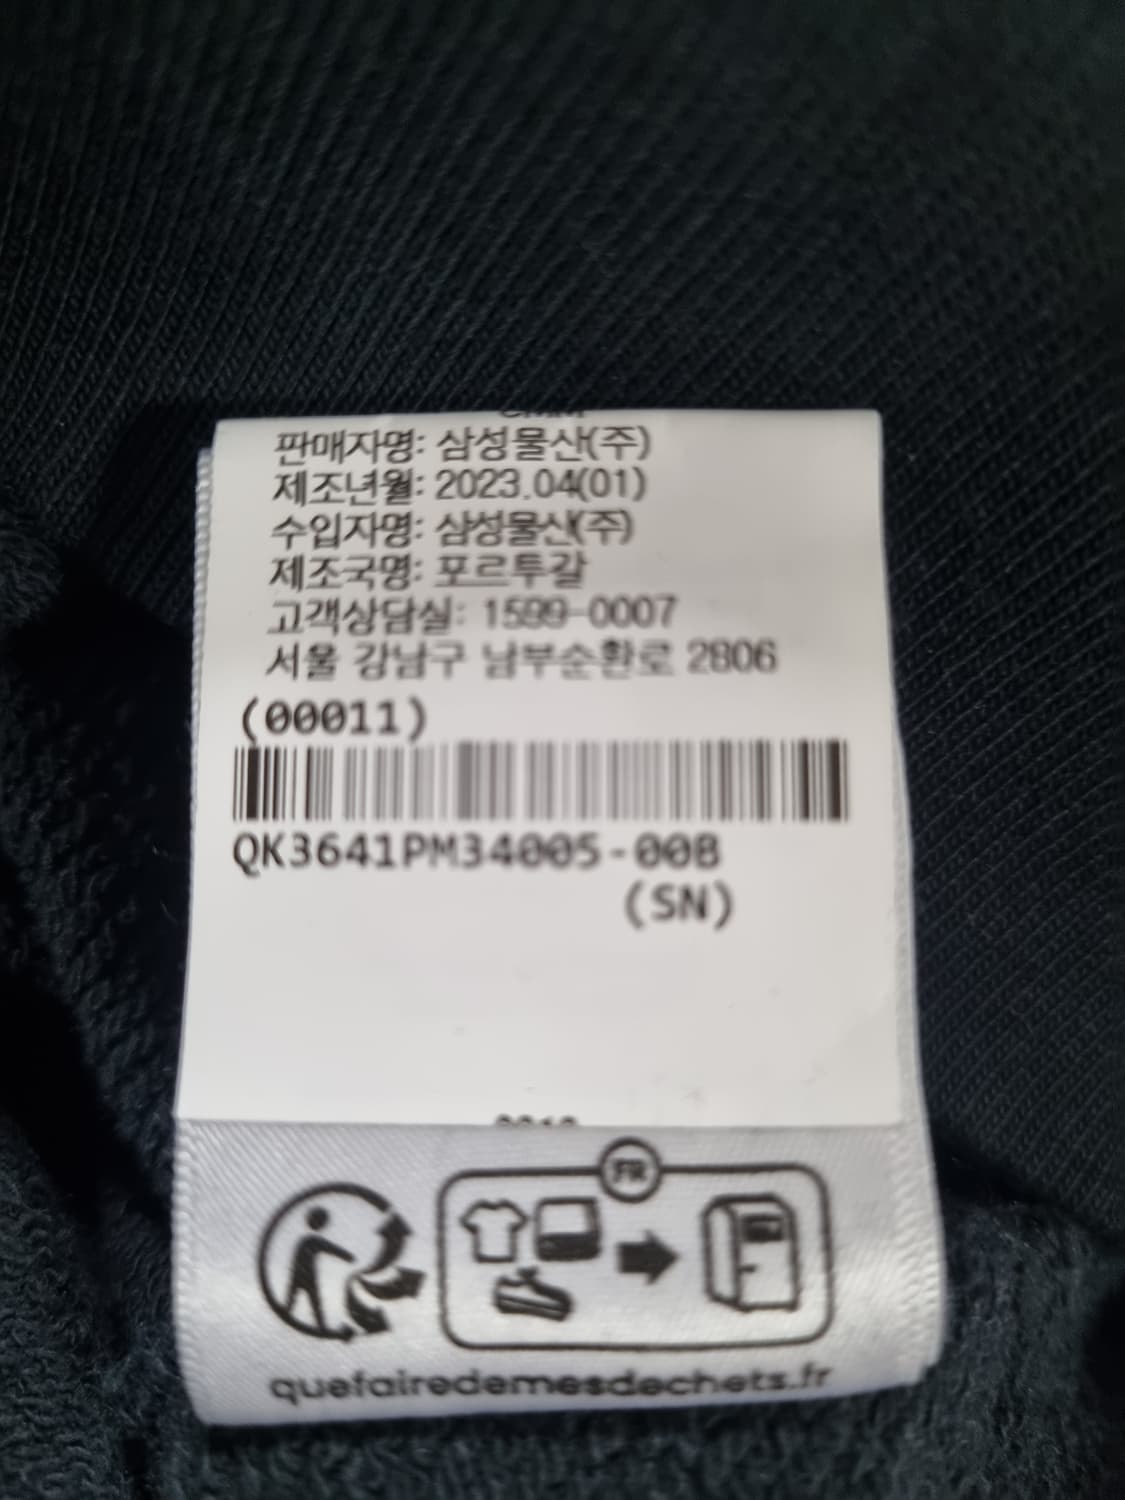 판매자명: 삼성물산(주)
제조년월: 2023.04(01)
수입자명: 삼성물산(주)
제조국명: 포르투갈
고객상담실: 1599-0007
서울 강남구 남부순환로 2806
(00011)
QK3641PM34005-00B
(SN)
FR
quefairedemesdechets.fr